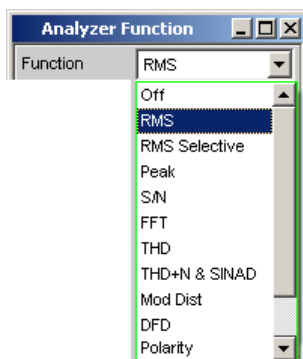 Analyzer Function
Function RMS
Off
RMS
RMS Selective
Peak
S/N
FFT
THD
THD+N & SINAD
Mod Dist
DFD
Polarity